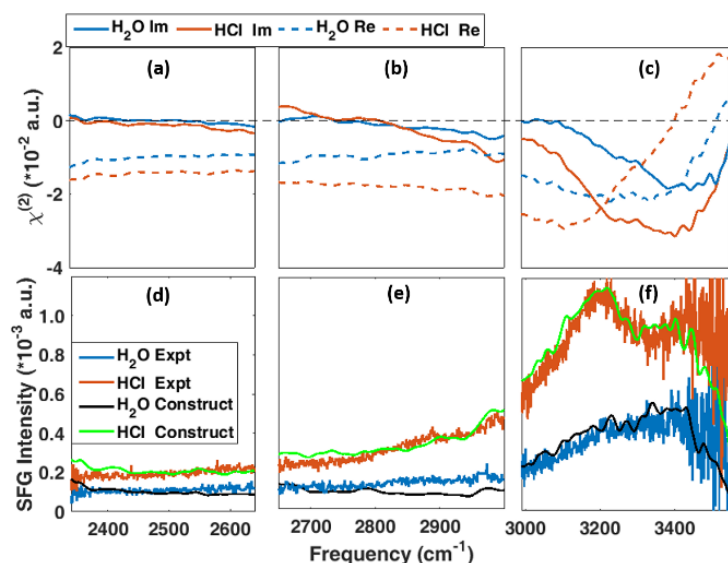 H₂O Im HCl Im H₂O Re HCl Re
(a) (b) (c)
χ⁽²⁾ (*10⁻² a.u.)
2
0
-2
-4
(d) (e) (f)
SFG Intensity (*10⁻³ a.u.)
1.0
0.8
0.6
0.4
0.2
0
H₂O Expt
HCl Expt
H₂O Construct
HCl Construct
2400 2500 2600 2700 2800 2900 3000 3200 3400
Frequency (cm⁻¹)